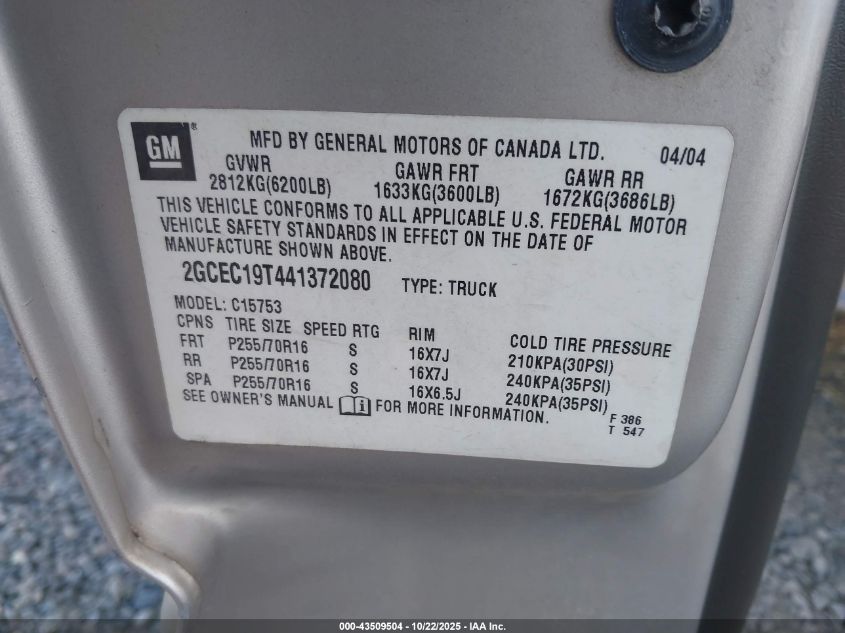 GM ® MFD BY GENERAL MOTORS OF CANADA LTD. 04/04
GVWR GAWR FRT GAWR RR
2812KG(6200LB) 1633KG(3600LB) 1672KG(3686LB)
THIS VEHICLE CONFORMS TO ALL APPLICABLE U.S. FEDERAL MOTOR
VEHICLE SAFETY STANDARDS IN EFFECT ON THE DATE OF
MANUFACTURE SHOWN ABOVE.
2GCEC19T441372080 TYPE: TRUCK
MODEL: C15753
CPNS TIRE SIZE SPEED RTG RIM COLD TIRE PRESSURE
FRT P255/70R16 S 16X7J 210KPA(30PSI)
RR P255/70R16 S 16X7J 240KPA(35PSI)
SPA P255/70R16 S 16X6.5J 240KPA(35PSI)
SEE OWNER'S MANUAL i FOR MORE INFORMATION.
F 386
T 547
000-43509504 - 10/22/2025 - IAA Inc.